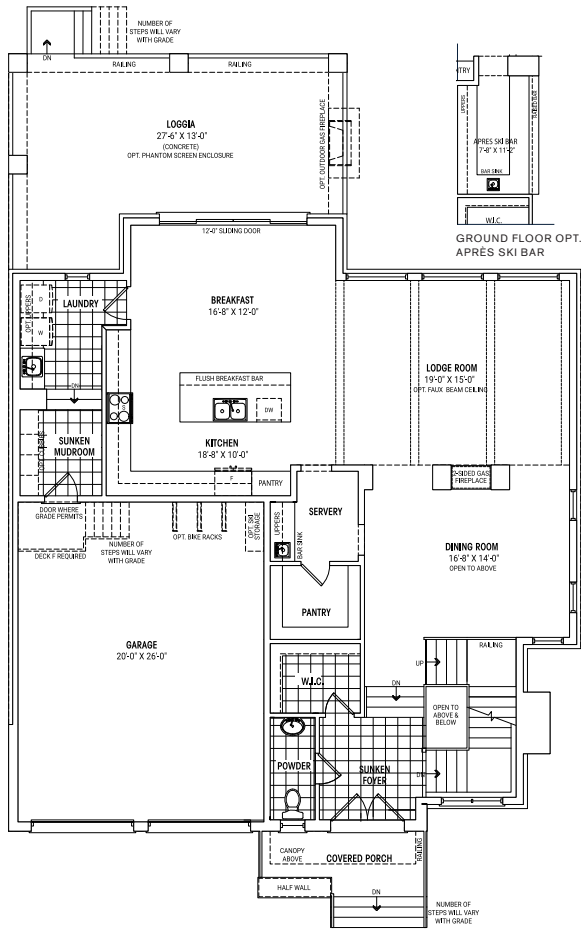 NUMBER OF
STEPS WILL VARY
WITH GRADE
DN
RAILING
RAILING
LOGGIA
27'-6" X 13'-0"
(CONCRETE)
OPT. PHANTOM SCREEN ENCLOSURE
OPT. OUTDOOR GAS FIREPLACE
12'-0" SLIDING DOOR
NTRY
UPPERS
RAISED BAR
APRES SKI BAR
7'-8" X 11'-2"
BAR SINK
W.I.C.
GROUND FLOOR OPT.
APRÈS SKI BAR
OPT. UPPERS
D
W
LAUNDRY
BREAKFAST
16'-8" X 12'-0"
LODGE ROOM
19'-0" X 15'-0"
OPT. FAUX BEAM CEILING
FLUSH BREAKFAST BAR
DW
DN
SUNKEN
MUDROOM
KITCHEN
18'-8" X 10'-0"
F
PANTRY
2-SIDED GAS
FIREPLACE
DOOR WHERE
GRADE PERMITS
DECK F REQUIRED
NUMBER OF
STEPS WILL VARY
WITH GRADE
OPT. BIKE RACKS
OPT. SKI
STORAGE
UPPERS
BAR SINK
SERVERY
DINING ROOM
16'-8" X 14'-0"
OPEN TO ABOVE
PANTRY
GARAGE
20'-0" X 26'-0"
W.I.C.
UP
RAILING
DN
OPEN TO
ABOVE &
BELOW
DN
POWDER
SUNKEN
FOYER
CANOPY
ABOVE
COVERED PORCH
RAILING
HALF WALL
DN
NUMBER OF
STEPS WILL VARY
WITH GRADE